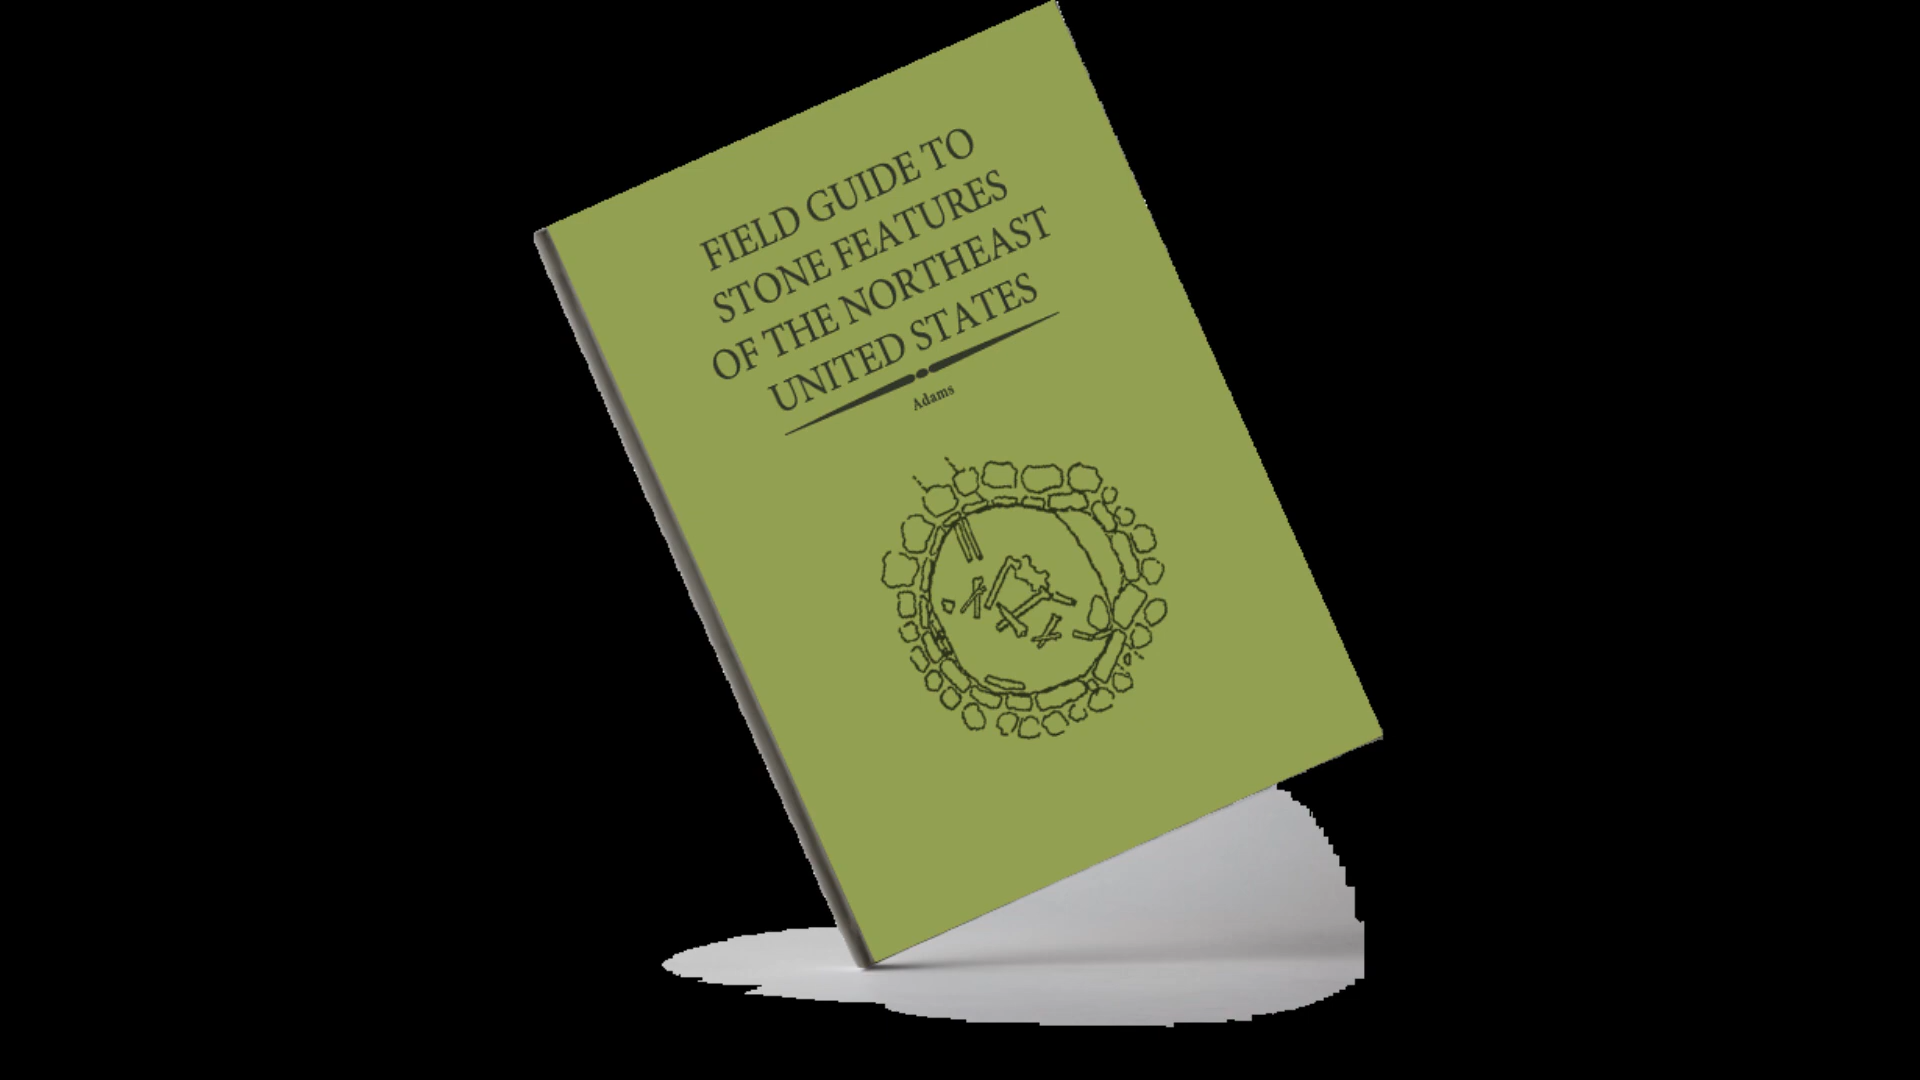 FIELD GUIDE TO
STONE FEATURES
OF THE NORTHEAST
UNITED STATES
Adams